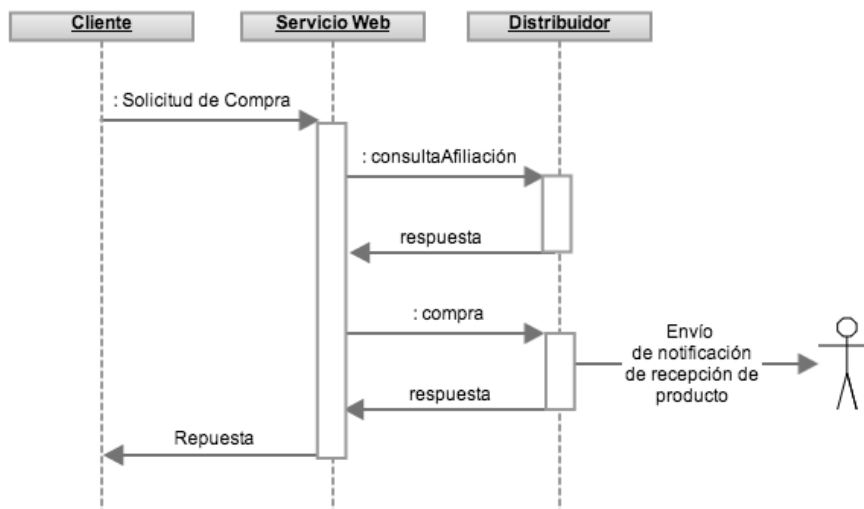 Cliente
Servicio Web
Distribuidor
: Solicitud de Compra
: consultaAfiliación
respuesta
: compra
Envío
de notificación
de recepción de
producto
respuesta
Repuesta